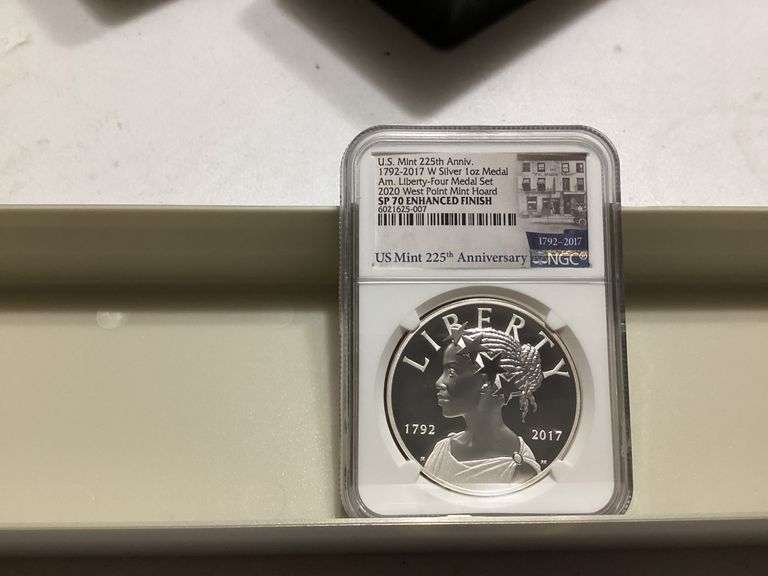 U.S. Mint 225th Anniv.
1792-2017 W Silver 1oz Medal
Am. Liberty-Four Medal Set
2020 West Point Mint Hoard
SP 70 ENHANCED FINISH
6021625-007
1792-2017
US Mint 225th Anniversary
NGC
LIBERTY
1792 2017